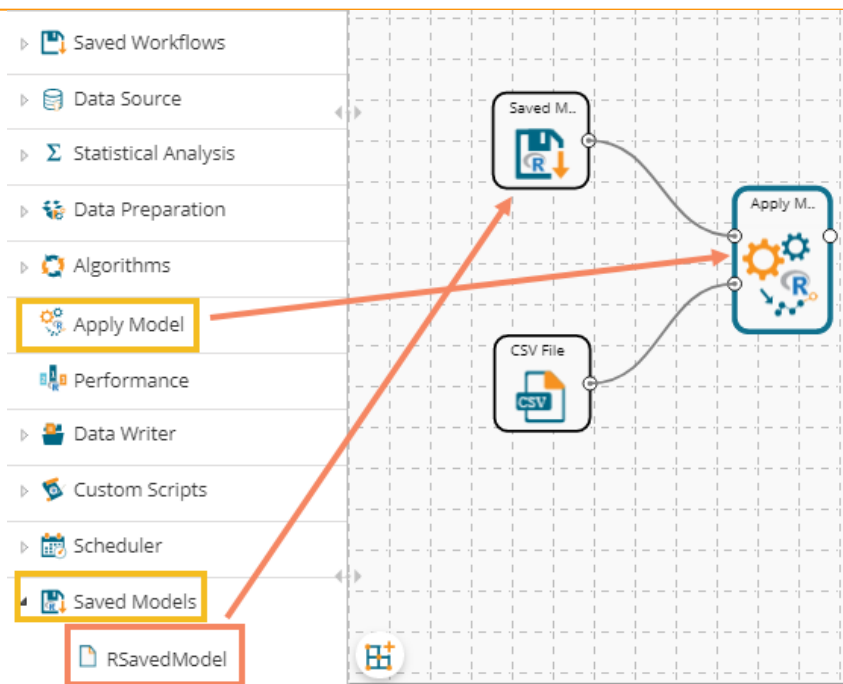 Saved Workflows
Data Source
Statistical Analysis
Data Preparation
Algorithms
Apply Model
Performance
Data Writer
Custom Scripts
Scheduler
Saved Models
RSavedModel
Saved M..
R
Apply M..
R
CSV File
CSV